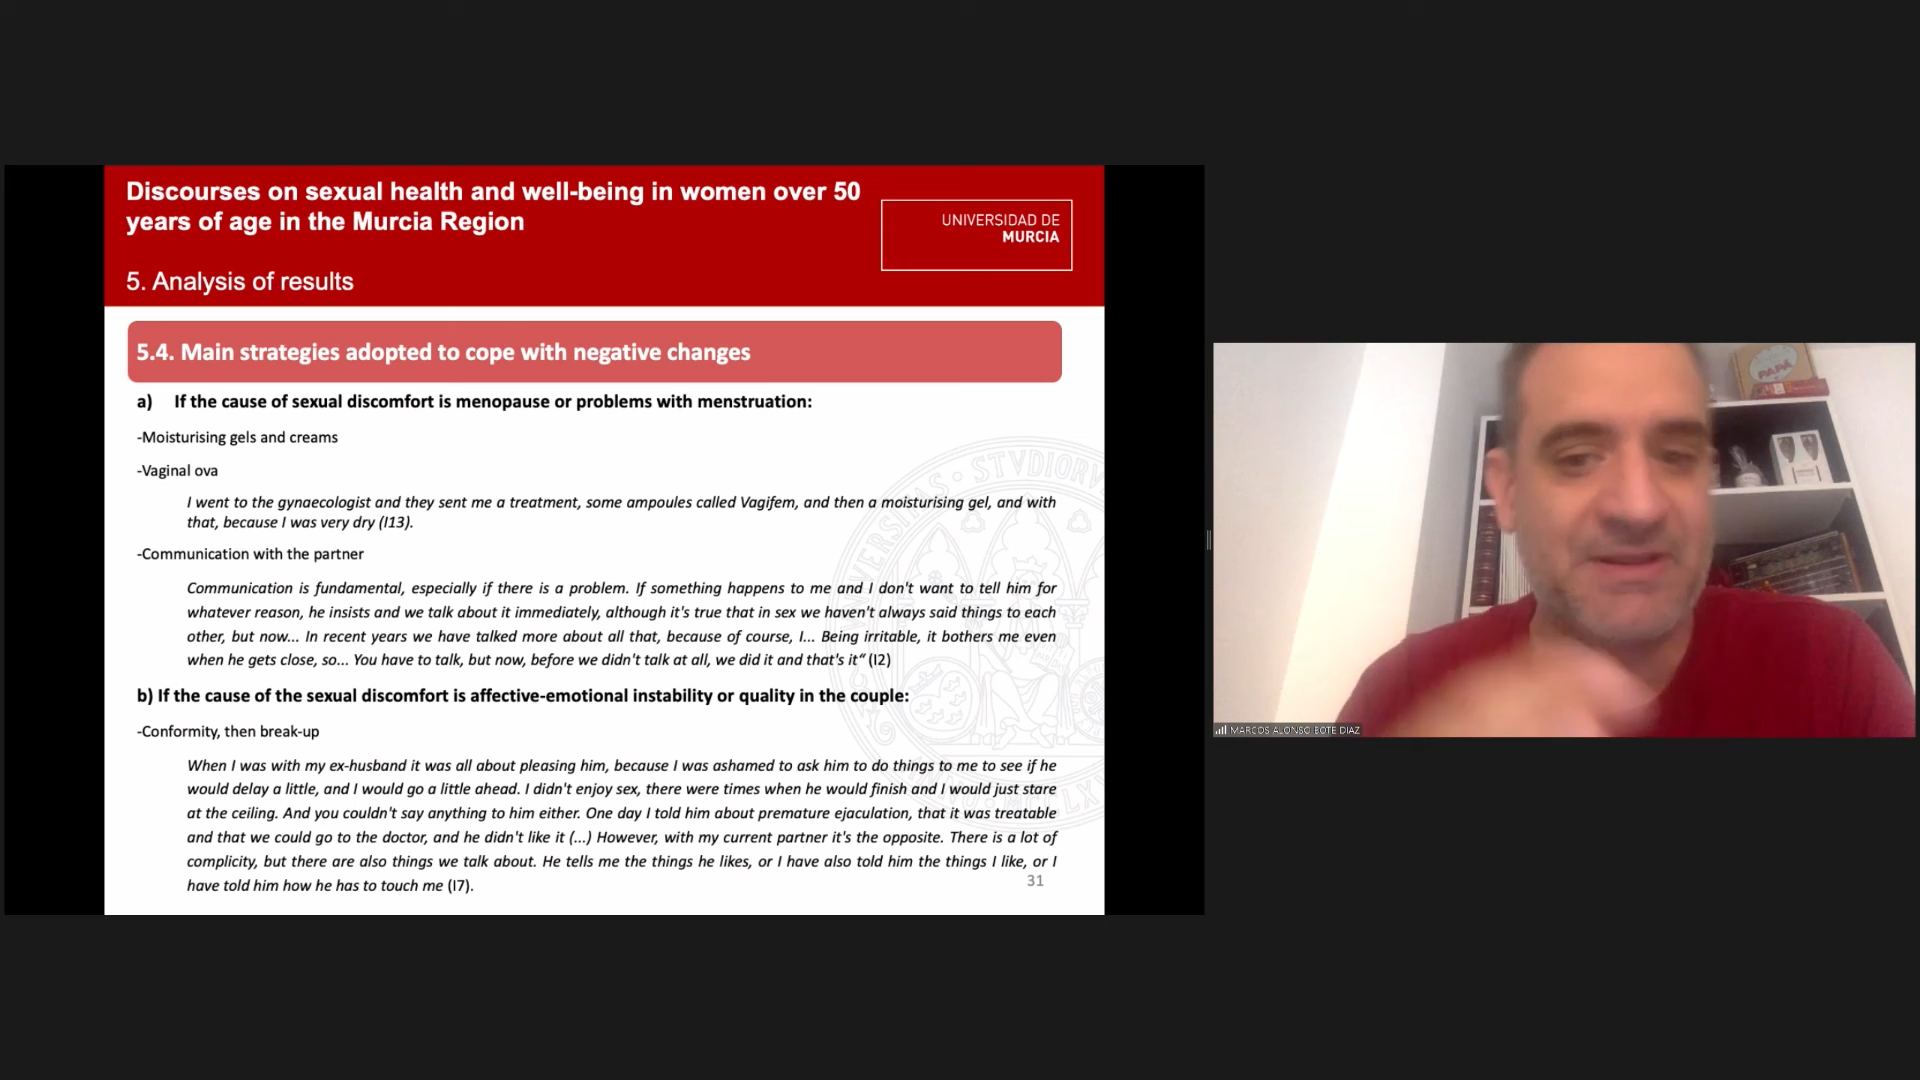 Discourses on sexual health and well-being in women over 50
years of age in the Murcia Region
UNIVERSIDAD DE
MURCIA
5. Analysis of results
5.4. Main strategies adopted to cope with negative changes
a) If the cause of sexual discomfort is menopause or problems with menstruation:
-Moisturising gels and creams
-Vaginal ova
I went to the gynaecologist and they sent me a treatment, some ampoules called Vagifem, and then a moisturising gel, and with
that, because I was very dry (I13).
-Communication with the partner
Communication is fundamental, especially if there is a problem. If something happens to me and I don't want to tell him for
whatever reason, he insists and we talk about it immediately, although it's true that in sex we haven't always said things to each
other, but now... In recent years we have talked more about all that, because of course, I... Being irritable, it bothers me even
when he gets close, so... You have to talk, but now, before we didn't talk at all, we did it and that's it“ (I2)
b) If the cause of the sexual discomfort is affective-emotional instability or quality in the couple:
-Conformity, then break-up
When I was with my ex-husband it was all about pleasing him, because I was ashamed to ask him to do things to me to see if he
would delay a little, and I would go a little ahead. I didn't enjoy sex, there were times when he would finish and I would just stare
at the ceiling. And you couldn't say anything to him either. One day I told him about premature ejaculation, that it was treatable
and that we could go to the doctor, and he didn't like it (...) However, with my current partner it's the opposite. There is a lot of
complicity, but there are also things we talk about. He tells me the things he likes, or I have also told him the things I like, or I
have told him how he has to touch me (I7).
31
PAPÁ
MARCOS ALONSO BOTE DIAZ